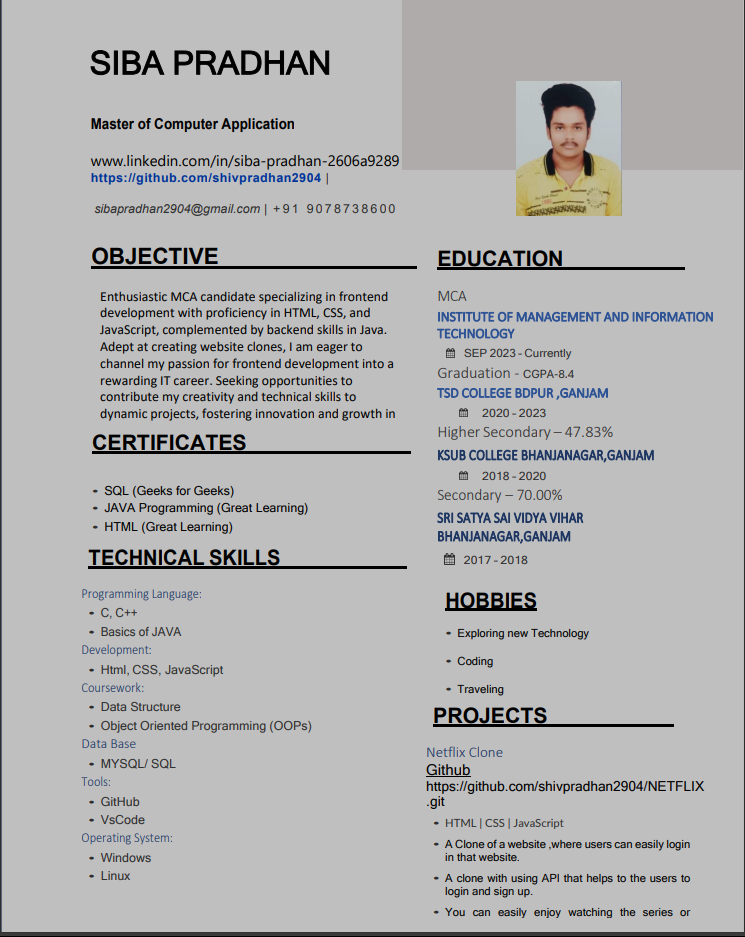 SIBA PRADHAN
Master of Computer Application
www.linkedin.com/in/siba-pradhan-2606a9289
https://github.com/shivpradhan2904 |
sibapradhan2904@gmail.com | +91 9078738600
OBJECTIVE
Enthusiastic MCA candidate specializing in frontend
development with proficiency in HTML, CSS, and
JavaScript, complemented by backend skills in Java.
Adept at creating website clones, I am eager to
channel my passion for frontend development into a
rewarding IT career. Seeking opportunities to
contribute my creativity and technical skills to
dynamic projects, fostering innovation and growth in
CERTIFICATES
• SQL (Geeks for Geeks)
• JAVA Programming (Great Learning)
• HTML (Great Learning)
TECHNICAL SKILLS
Programming Language:
• C, C++
• Basics of JAVA
Development:
• Html, CSS, JavaScript
Coursework:
• Data Structure
• Object Oriented Programming (OOPs)
Data Base
• MYSQL/ SQL
Tools:
• GitHub
• VsCode
Operating System:
• Windows
• Linux
EDUCATION
MCA
INSTITUTE OF MANAGEMENT AND INFORMATION
TECHNOLOGY
SEP 2023 - Currently
Graduation - CGPA-8.4
TSD COLLEGE BDPUR ,GANJAM
2020 - 2023
Higher Secondary – 47.83%
KSUB COLLEGE BHANJANAGAR,GANJAM
2018 - 2020
Secondary – 70.00%
SRI SATYA SAI VIDYA VIHAR
BHANJANAGAR,GANJAM
2017 - 2018
HOBBIES
• Exploring new Technology
• Coding
• Traveling
PROJECTS
Netflix Clone
Github
https://github.com/shivpradhan2904/NETFLIX
.git
• HTML | CSS | JavaScript
• A Clone of a website ,where users can easily login
in that website.
• A clone with using API that helps to the users to
login and sign up.
• You can easily enjoy watching the series or